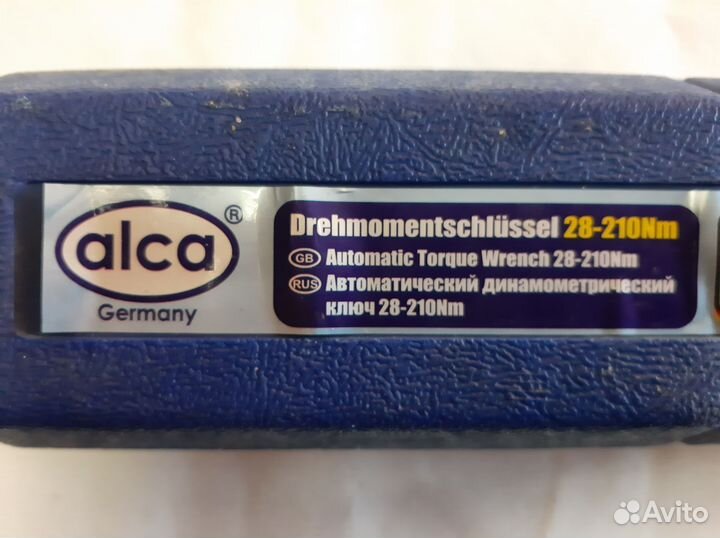 alca®
Germany
Drehmomentschlüssel 28-210Nm
GB Automatic Torque Wrench 28-210Nm
RUS Автоматический динамометрический
ключ 28-210Nm
Avito